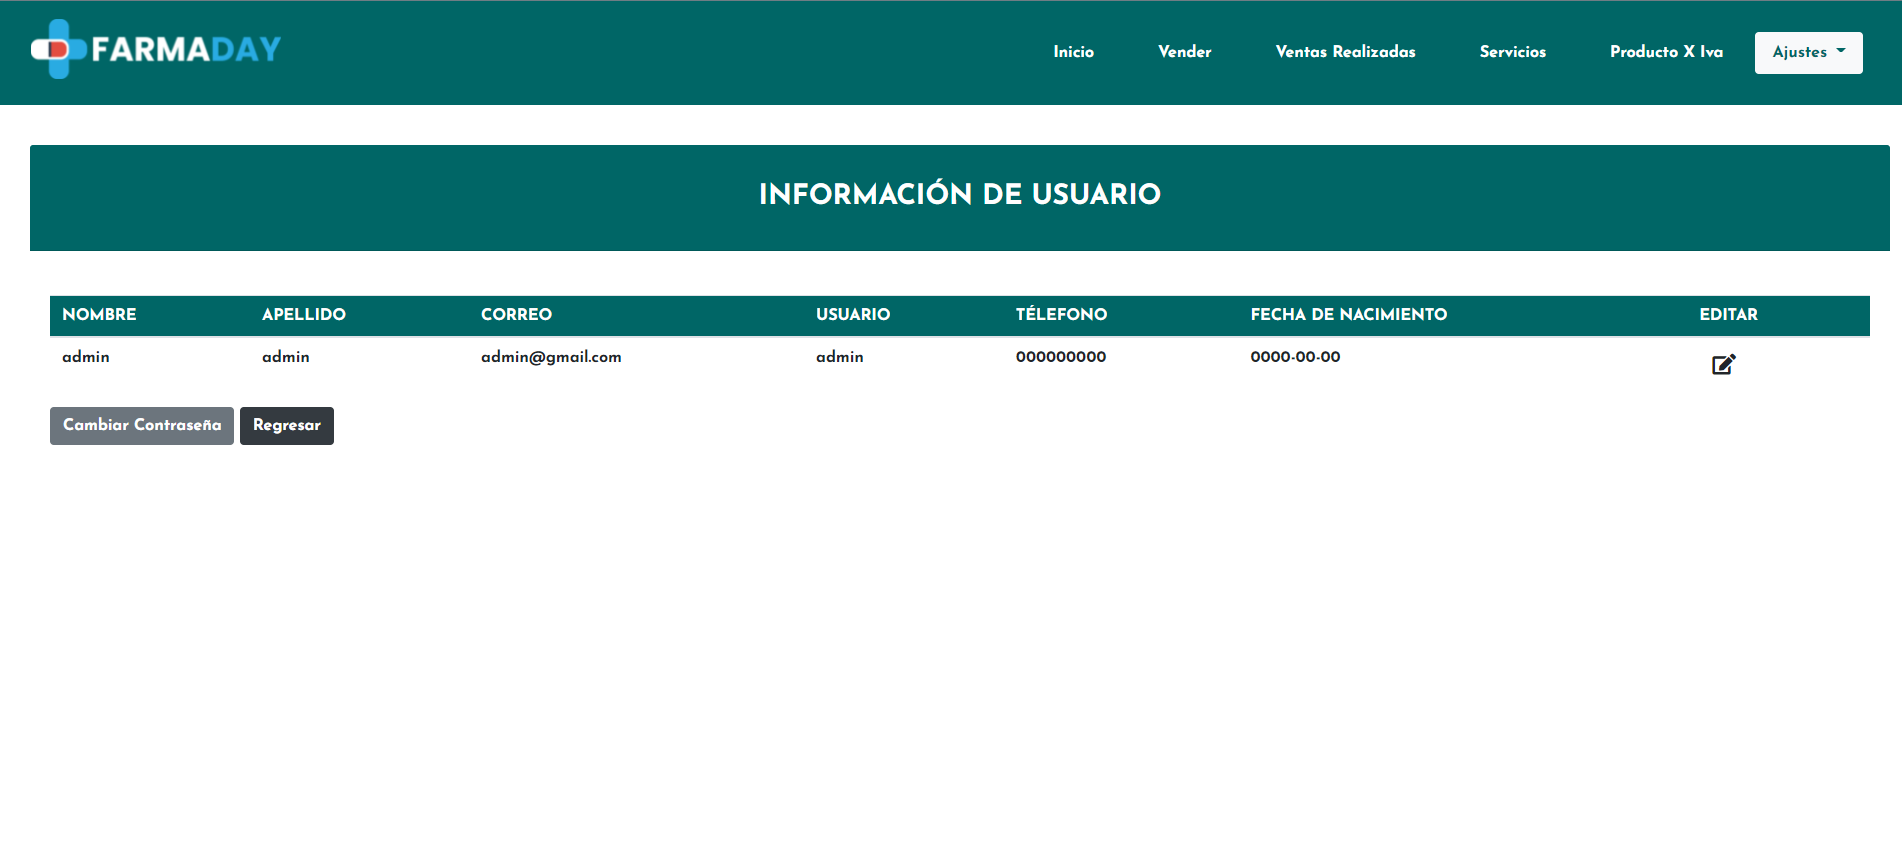 FARMADAY
Inicio Vender Ventas Realizadas Servicios Producto X Iva Ajustes
INFORMACIÓN DE USUARIO
NOMBRE APELLIDO CORREO USUARIO TÉLEFONO FECHA DE NACIMIENTO EDITAR
admin admin admin@gmail.com admin 000000000 0000-00-00
Cambiar Contraseña Regresar